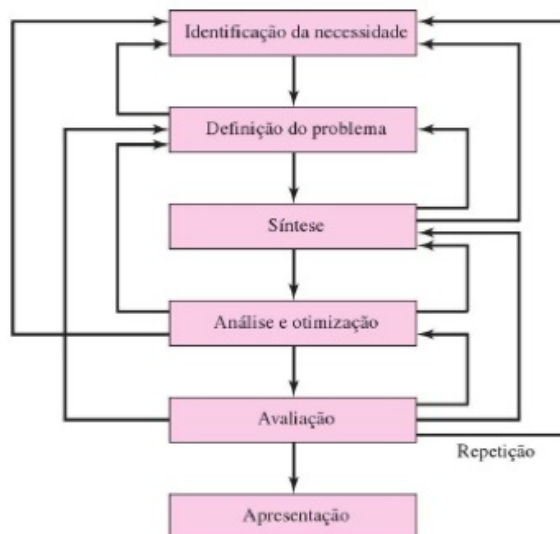 Identificação da necessidade
Definição do problema
Síntese
Análise e otimização
Avaliação
Repetição
Apresentação